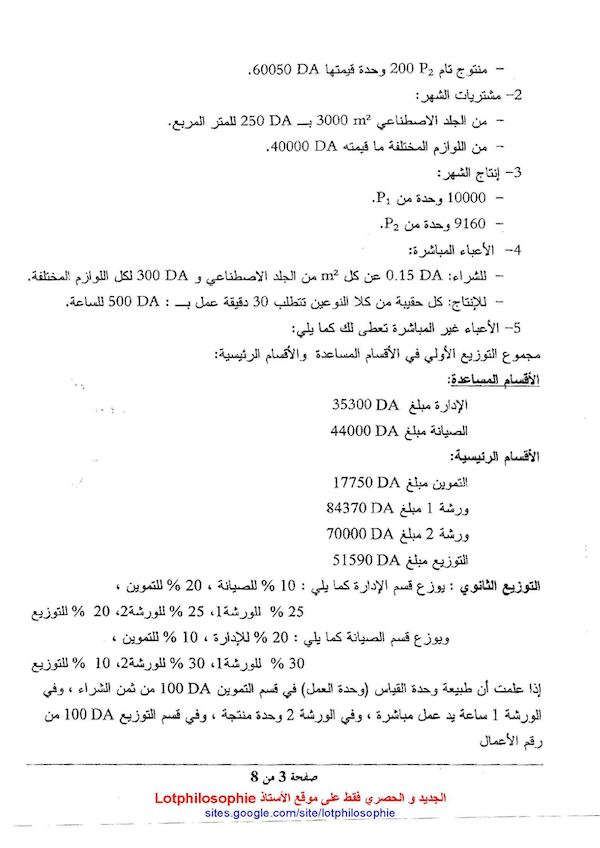 - منتوج تام P₂ 200 وحدة قيمتها 60050 DA.
2- مشتريات الشهر:
- من الجلد الاصطناعي 3000 m² بـ 250 DA للمتر المربع.
- من اللوازم المختلفة ما قيمته 40000 DA.
3- إنتاج الشهر:
- 10000 وحدة من P₁.
- 9160 وحدة من P₂.
4- الأعباء المباشرة:
- للشراء: 0.15 DA عن كل m² من الجلد الاصطناعي و 300 DA لكل اللوازم المختلفة.
- للإنتاج: كل حقيبة من كلا النوعين تتطلب 30 دقيقة عمل بـ : 500 DA للساعة.
5- الأعباء غير المباشرة تعطى لك كما يلي:
مجموع التوزيع الأولي في الأقسام المساعدة والأقسام الرئيسية:
الأقسام المساعدة:
الإدارة مبلغ 35300 DA
الصيانة مبلغ 44000 DA
الأقسام الرئيسية:
التموين مبلغ 17750 DA
ورشة 1 مبلغ 84370 DA
ورشة 2 مبلغ 70000 DA
التوزيع مبلغ 51590 DA
التوزيع الثانوي : يوزع قسم الإدارة كما يلي : 10 % للصيانة ، 20 % للتموين ،
25 % للورشة1، 25 % للورشة2، 20 % للتوزيع
ويوزع قسم الصيانة كما يلي : 20 % للإدارة ، 10 % للتموين ،
30 % للورشة1، 30 % للورشة2، 10 % للتوزيع
إذا علمت أن طبيعة وحدة القياس (وحدة العمل) في قسم التموين 100 DA من ثمن الشراء ، وفي
الورشة 1 ساعة يد عمل مباشرة ، وفي الورشة 2 وحدة منتجة ، وفي قسم التوزيع 100 DA من
رقم الأعمال
صفحة 3 من 8
الجديد و الحصري فقط على موقع الأستاذ Lotphilosophie
sites.google.com/site/lotphilosophie